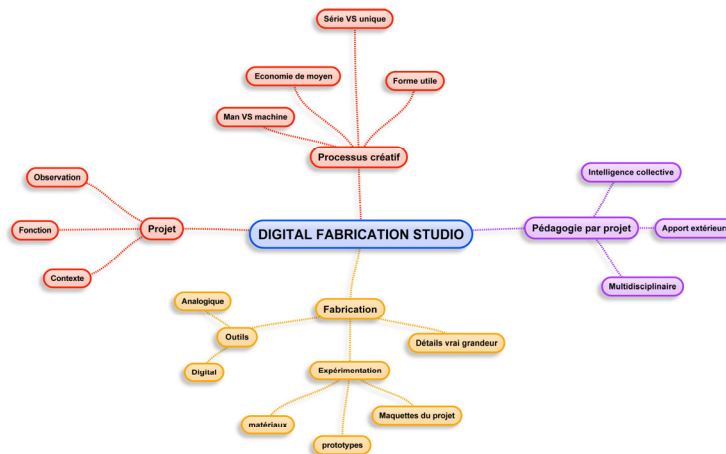 Série VS unique
Economie de moyen
Forme utile
Man VS machine
Processus créatif
Observation
Intelligence collective
Fonction
Projet
DIGITAL FABRICATION STUDIO
Pédagogie par projet
Apport extérieurs
Contexte
Multidisciplinaire
Analogique
Fabrication
Outils
Détails vrai grandeur
Digital
Expérimentation
matériaux
Maquettes du projet
prototypes